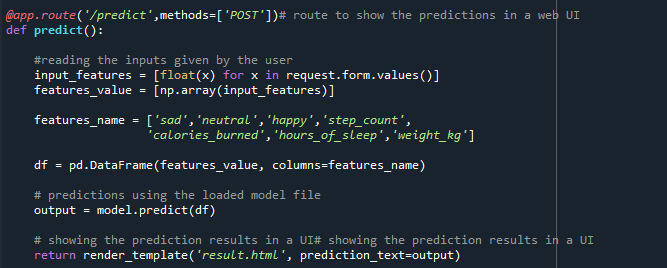 @app.route('/predict',methods=['POST'])# route to show the predictions in a web UI
def predict():
#reading the inputs given by the user
input_features = [float(x) for x in request.form.values()]
features_value = [np.array(input_features)]
features_name = ['sad','neutral','happy','step_count',
'calories_burned','hours_of_sleep','weight_kg']
df = pd.DataFrame(features_value, columns=features_name)
# predictions using the loaded model file
output = model.predict(df)
# showing the prediction results in a UI# showing the prediction results in a UI
return render_template('result.html', prediction_text=output)